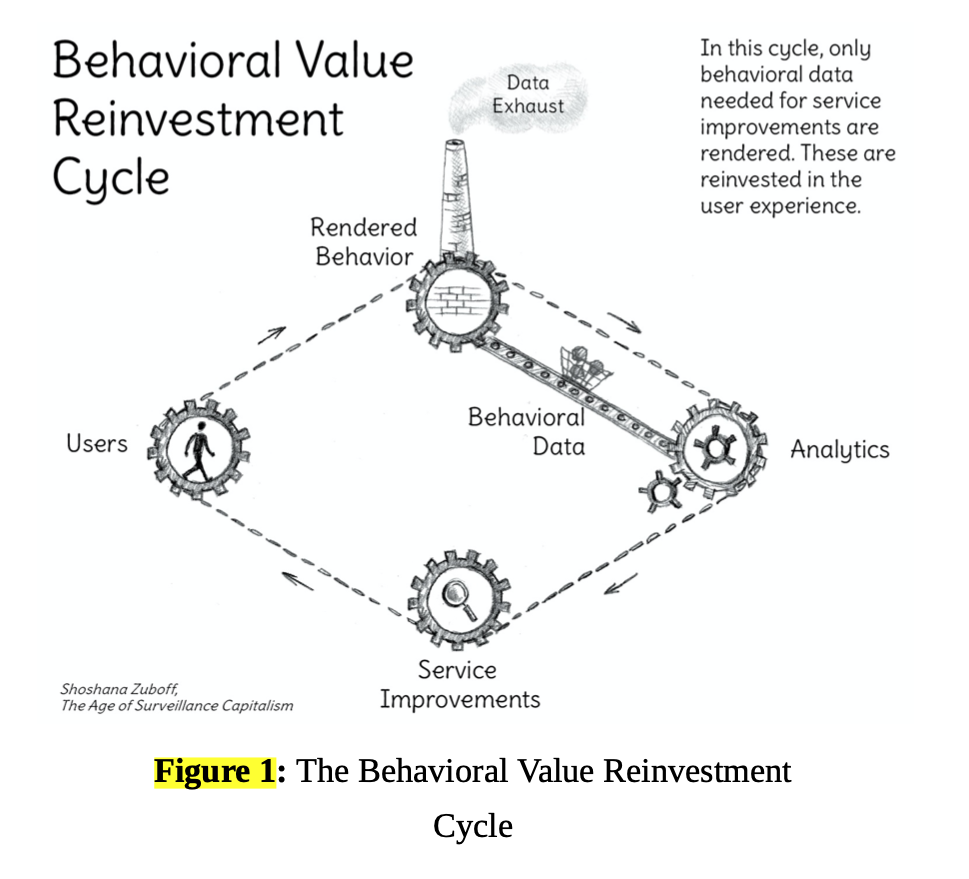 Behavioral Value
Reinvestment
Cycle
Data
Exhaust
In this cycle, only
behavioral data
needed for service
improvements are
rendered. These are
reinvested in the
user experience.
Rendered
Behavior
Behavioral
Data
Users
Analytics
Service
Improvements
Shoshana Zuboff,
The Age of Surveillance Capitalism
Figure 1: The Behavioral Value Reinvestment
Cycle